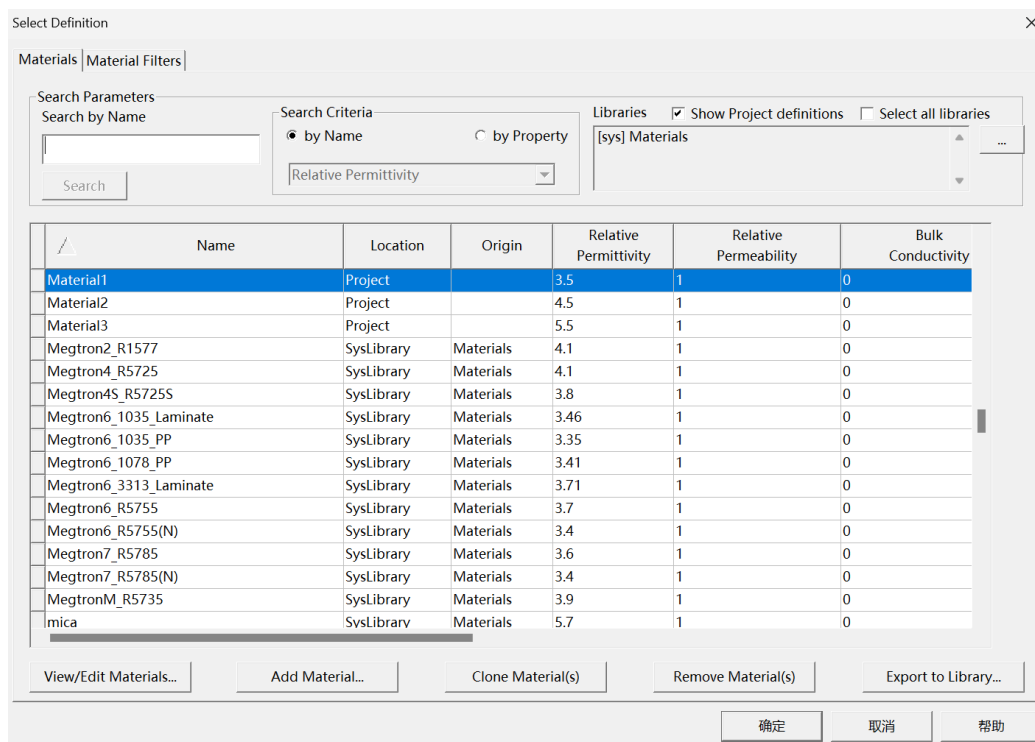 Select Definition
Materials Material Filters
Search Parameters
Search by Name
Search
Search Criteria
by Name by Property
Relative Permittivity
Libraries Show Project definitions Select all libraries
[sys] Materials
...
Name Location Origin Relative Permittivity Relative Permeability Bulk Conductivity
Material1 Project 3.5 1 0
Material2 Project 4.5 1 0
Material3 Project 5.5 1 0
Megtron2_R1577 SysLibrary Materials 4.1 1 0
Megtron4_R5725 SysLibrary Materials 4.1 1 0
Megtron4S_R5725S SysLibrary Materials 3.8 1 0
Megtron6_1035_Laminate SysLibrary Materials 3.46 1 0
Megtron6_1035_PP SysLibrary Materials 3.35 1 0
Megtron6_1078_PP SysLibrary Materials 3.41 1 0
Megtron6_3313_Laminate SysLibrary Materials 3.71 1 0
Megtron6_R5755 SysLibrary Materials 3.7 1 0
Megtron6_R5755(N) SysLibrary Materials 3.4 1 0
Megtron7_R5785 SysLibrary Materials 3.6 1 0
Megtron7_R5785(N) SysLibrary Materials 3.4 1 0
MegtronM_R5735 SysLibrary Materials 3.9 1 0
mica SysLibrary Materials 5.7 1 0
View/Edit Materials... Add Material... Clone Material(s) Remove Material(s) Export to Library...
确定 取消 帮助